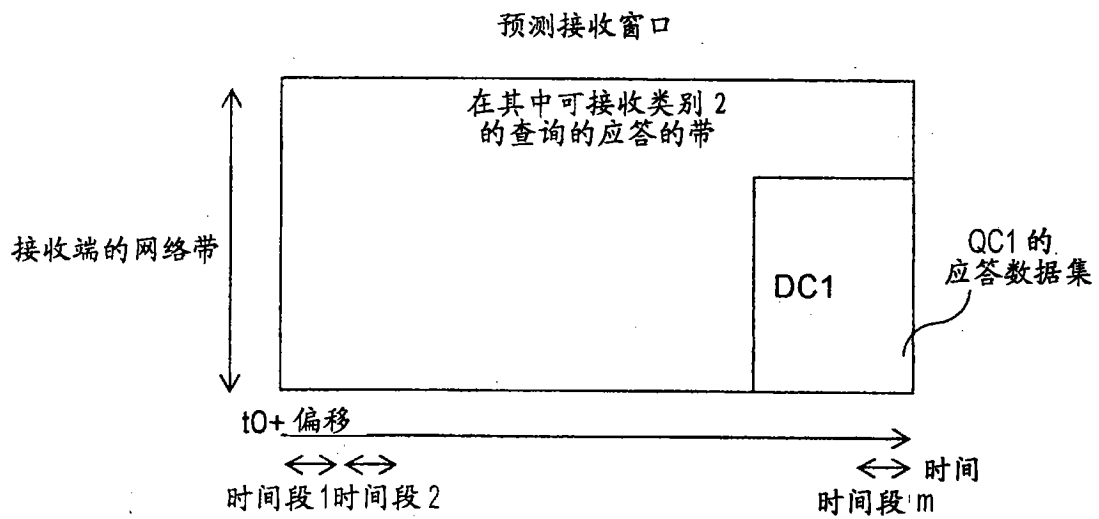 预测接收窗口
在其中可接收类别 2
的查询的应答的带
接收端的网络带
QC1 的
应答数据集
DC1
t0+ 偏移
时间
时间段 1 时间段 2
时间段 m